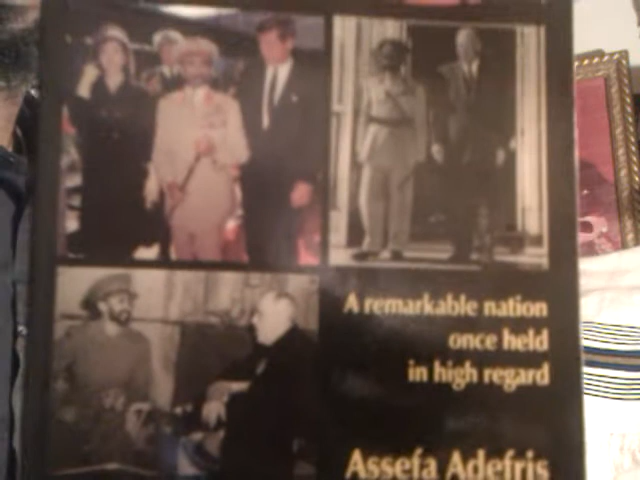 A remarkable nation
once held
in high regard
Assefa Adefris